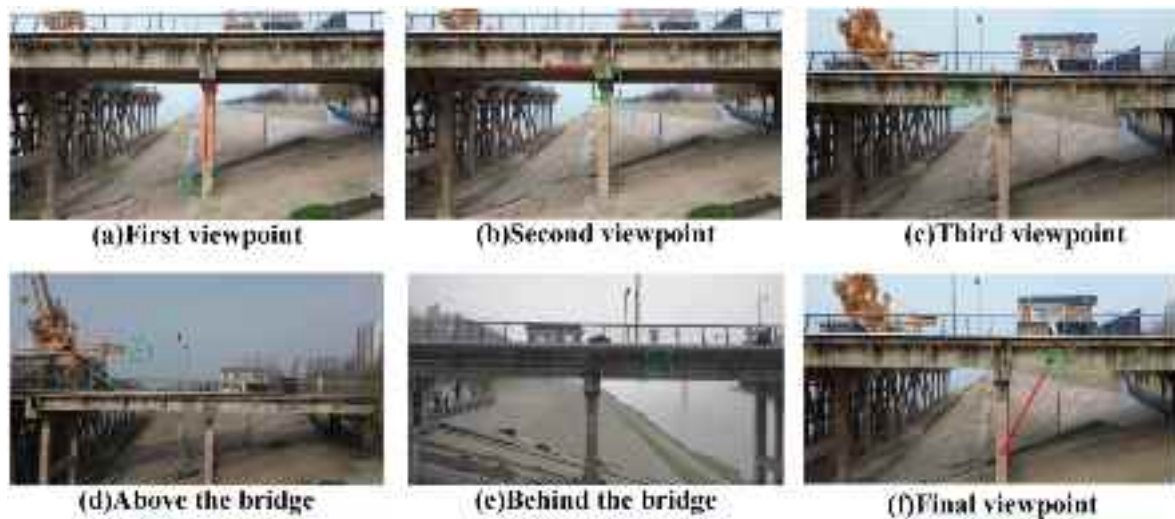 (a)First viewpoint
(b)Second viewpoint
(c)Third viewpoint
(d)Above the bridge
(e)Behind the bridge
(f)Final viewpoint